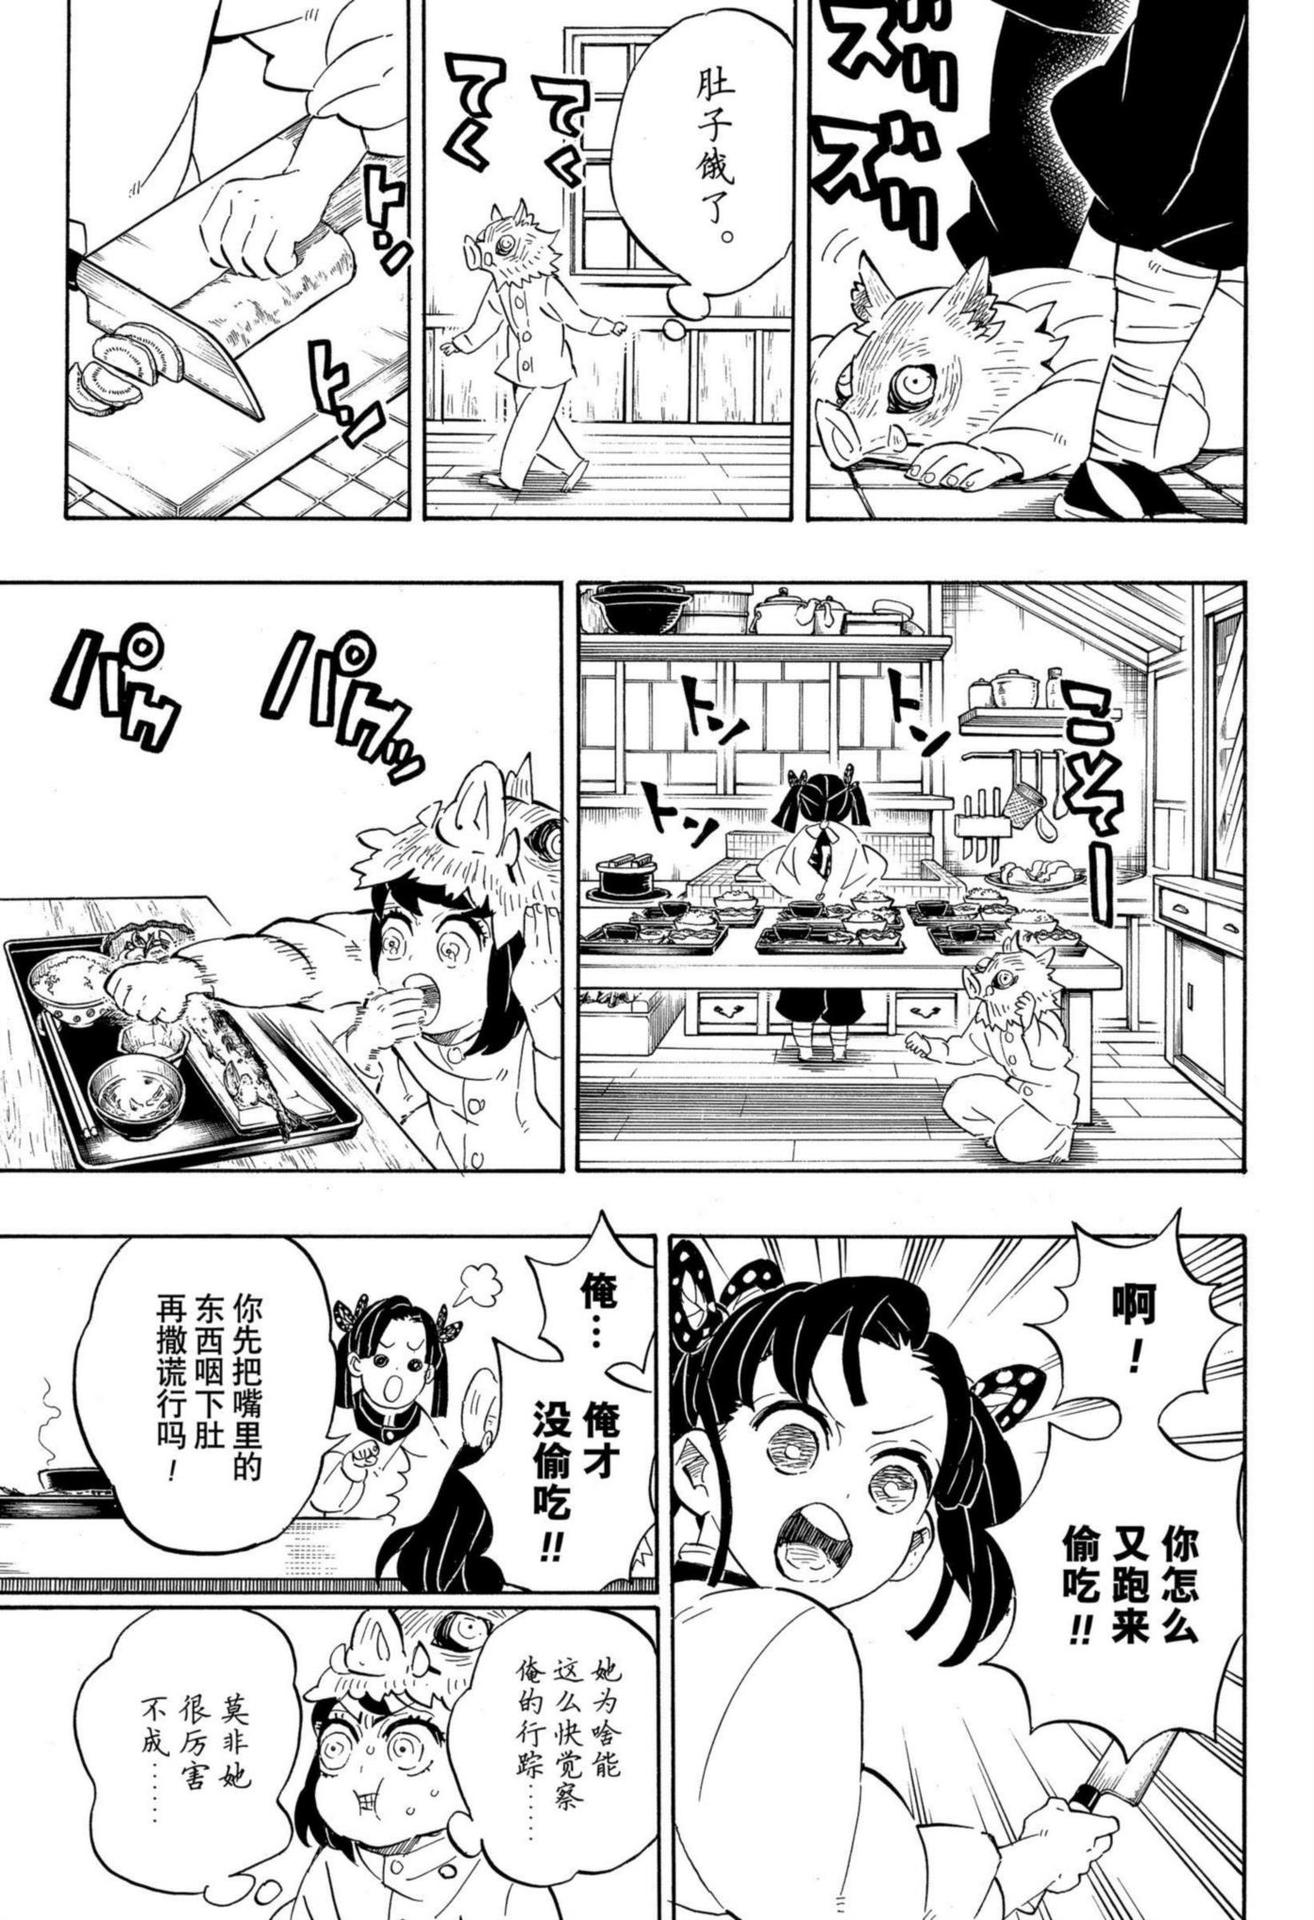 ズリ
ズリ
肚子饿了。
てく
てく
トン
トン
こそー
トン
トン
トン
パクッ
パク
啊！
你怎么
又跑来
偷吃!!
俺…
俺才
没偷吃!!
你先把嘴里的
东西咽下肚
再撒谎行吗！
她为啥能
这么快觉察
俺的行踪……
莫非她
很厉害
不成……